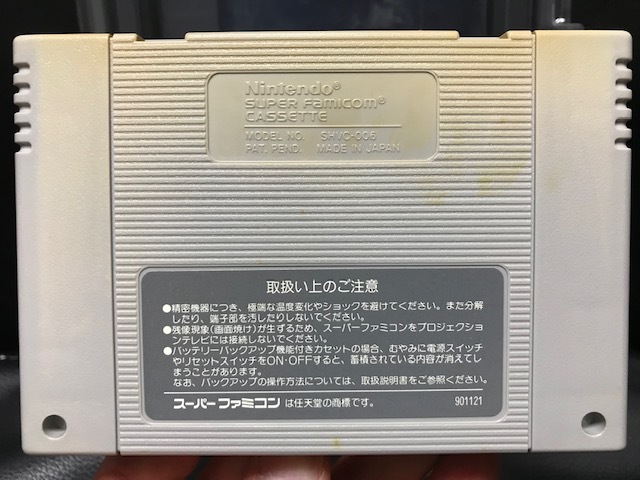 Nintendo®
SUPER FAMICOM®
CASSETTE
MODEL NO. SHVC-006
PAT. PEND. MADE IN JAPAN
取扱い上のご注意
●精密機器につき、極端な温度変化やショックを避けてください。また分解
したり、端子部を汚したりしないでください。
●残像現象(画面焼け)が生ずるため、スーパーファミコンをプロジェクショ
ンテレビには接続しないでください。
●バッテリーバックアップ機能付きカセットの場合、むやみに電源スイッチ
やリセットスイッチをON・OFFすると、蓄積されている内容が消えてし
まうことがあります。
なお、バックアップの操作方法については、取扱説明書をご参照ください。
スーパーファミコン は任天堂の商標です。 901121